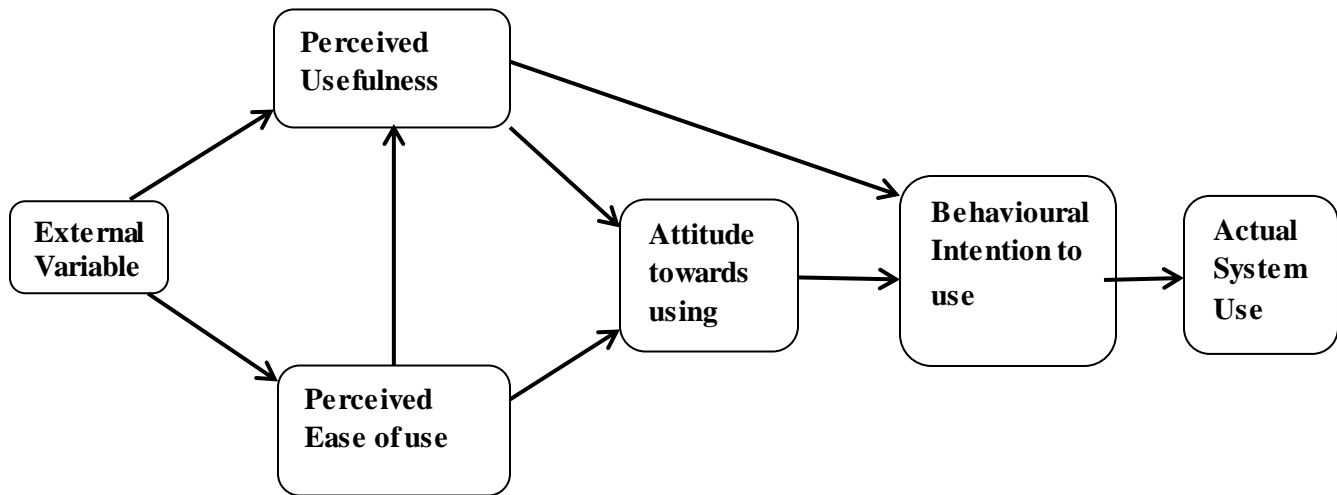 Perceived
Usefulness
External
Variable
Attitude
towards
using
Behavioural
Intention to
use
Actual
System
Use
Perceived
Ease of use